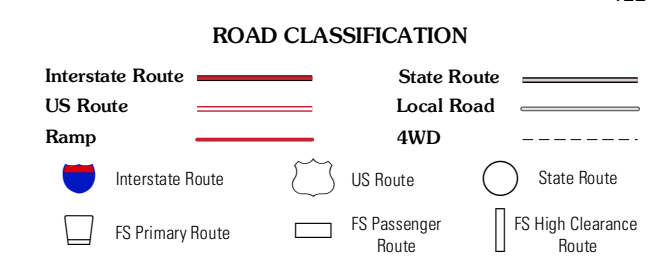 ROAD CLASSIFICATION
Interstate Route
State Route
US Route
Local Road
Ramp
4WD
Interstate Route
US Route
State Route
FS Primary Route
FS Passenger
Route
FS High Clearance
Route